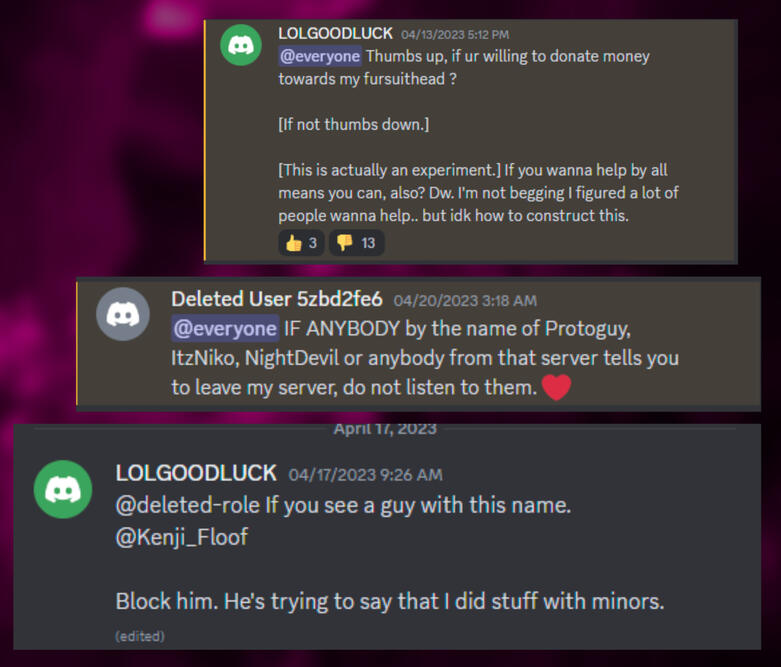 LOLGOODLUCK 04/13/2023 5:12 PM
@everyone Thumbs up, if ur willing to donate money
towards my fursuithead ?
[If not thumbs down.]
[This is actually an experiment.] If you wanna help by all
means you can, also? Dw. I'm not begging I figured a lot of
people wanna help.. but idk how to construct this.
👍 3 👎 13
Deleted User 5zbd2fe6 04/20/2023 3:18 AM
@everyone IF ANYBODY by the name of Protoguy,
ItzNiko, NightDevil or anybody from that server tells you
to leave my server, do not listen to them. ❤️
April 17, 2023
LOLGOODLUCK 04/17/2023 9:26 AM
@deleted-role If you see a guy with this name.
@Kenji_Floof
Block him. He's trying to say that I did stuff with minors.
(edited)